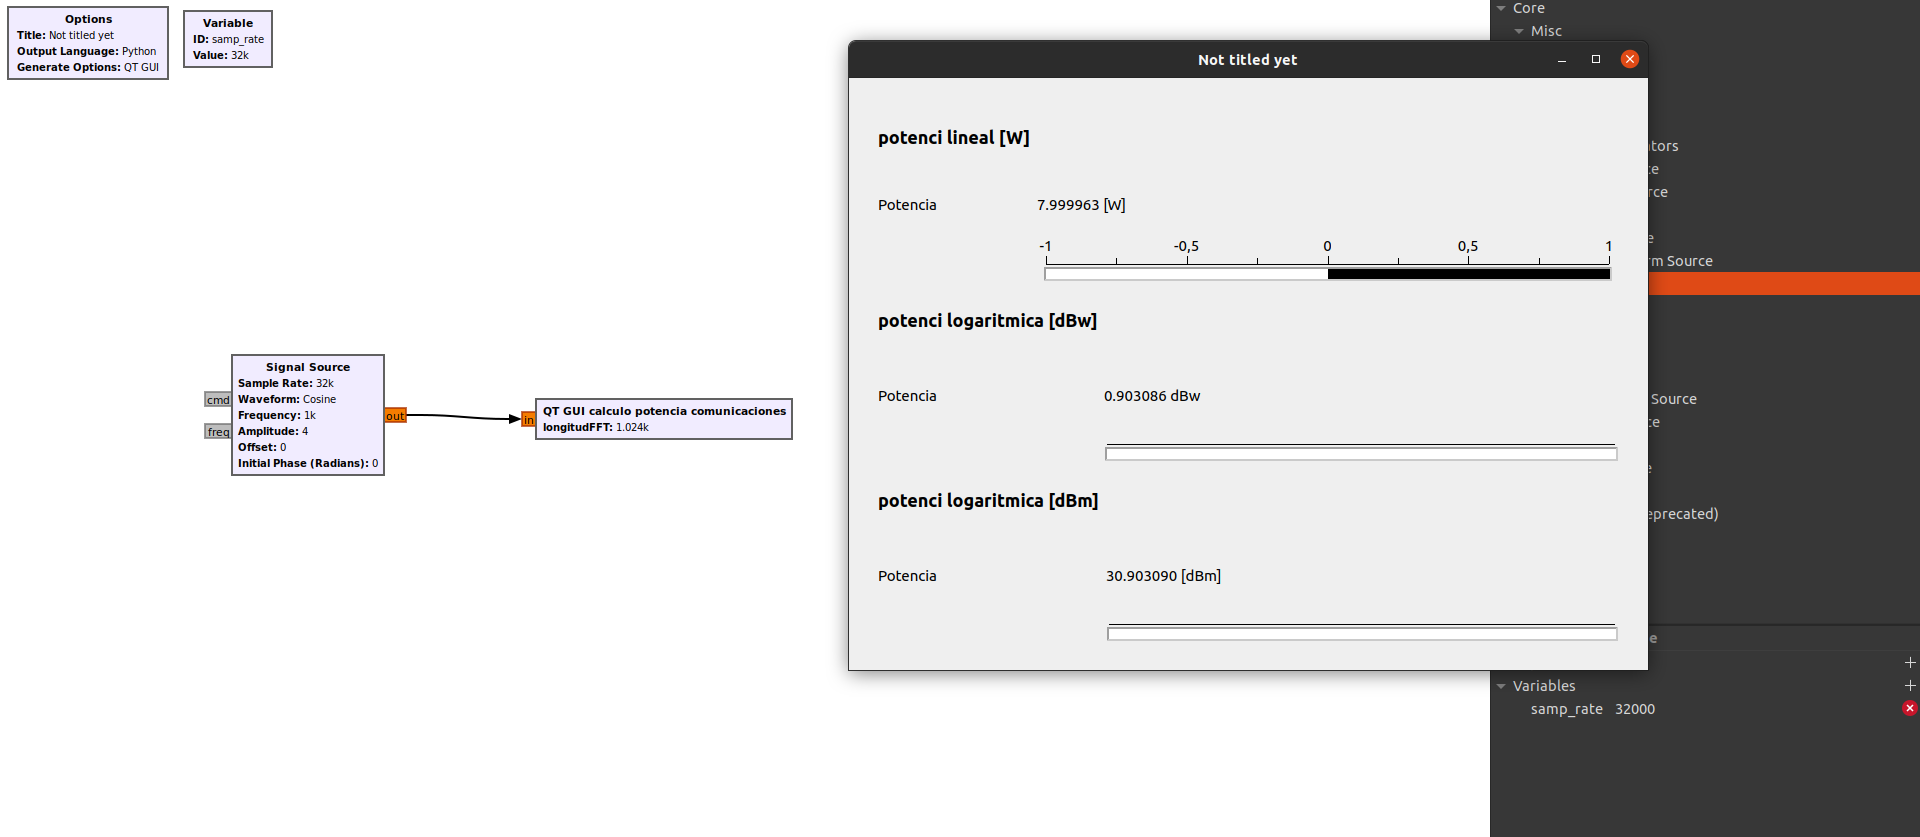 Options
Title: Not titled yet
Output Language: Python
Generate Options: QT GUI
Variable
ID: samp_rate
Value: 32k
Signal Source
Sample Rate: 32k
Waveform: Cosine
Frequency: 1k
Amplitude: 4
Offset: 0
Initial Phase (Radians): 0
cmd
freq
out
in
QT GUI calculo potencia comunicaciones
longitudFFT: 1.024k
Not titled yet
potenci lineal [W]
Potencia 7.999963 [W]
-1 -0,5 0 0,5 1
potenci logaritmica [dBw]
Potencia 0.903086 dBw
potenci logaritmica [dBm]
Potencia 30.903090 [dBm]
Core
Misc
Source
Source
Variables
samp_rate 32000